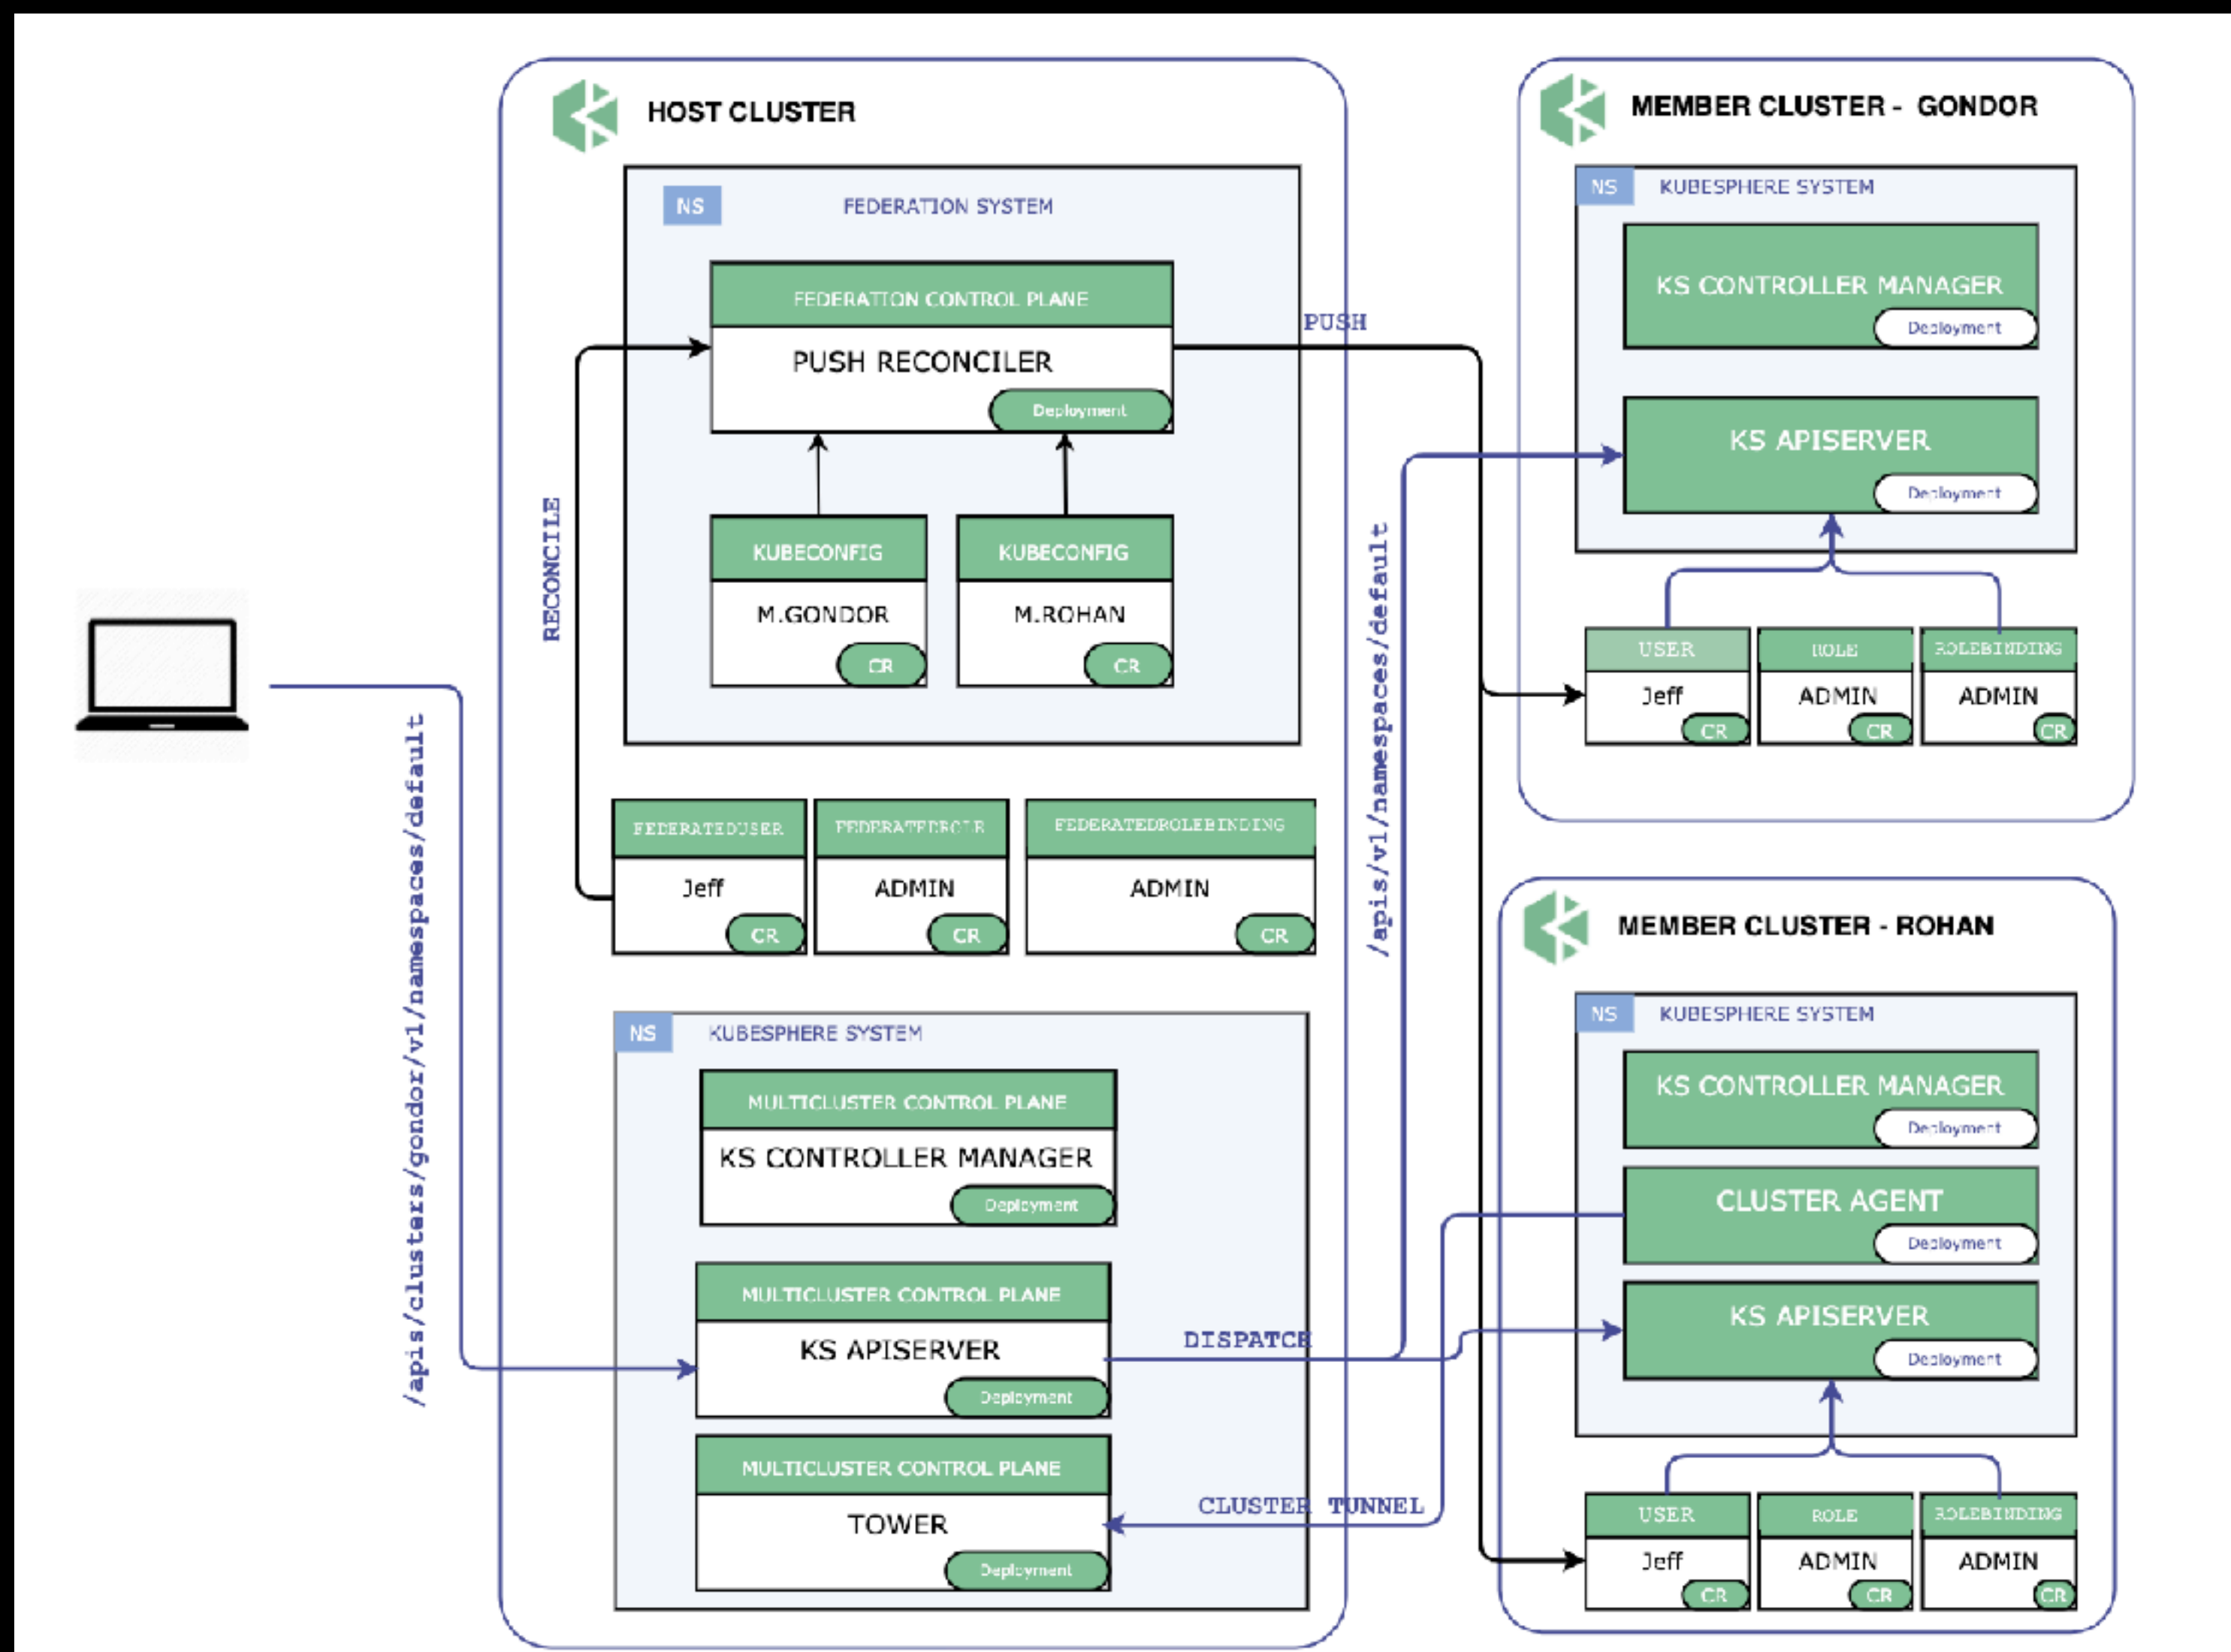 HOST CLUSTER
NS
FEDERATION SYSTEM
FEDERATION CONTROL PLANE
PUSH RECONCILER
Deployment
PUSH
RECONCILE
KUBECONFIG
M.GONDOR
CR
KUBECONFIG
M.ROHAN
CR
FEDERATEDUSER
Jeff
CR
FEDERATEDROLE
ADMIN
CR
FEDERATEDROLEBINDING
ADMIN
CR
/apis/clusters/gondor/v1/namespaces/default
NS
KUBESPHERE SYSTEM
MULTICLUSTER CONTROL PLANE
KS CONTROLLER MANAGER
Deployment
MULTICLUSTER CONTROL PLANE
KS APISERVER
Deployment
DISPATCH
MULTICLUSTER CONTROL PLANE
TOWER
Deployment
CLUSTER TUNNEL
/apis/v1/namespaces/default
MEMBER CLUSTER - GONDOR
NS
KUBESPHERE SYSTEM
KS CONTROLLER MANAGER
Deployment
KS APISERVER
Deployment
USER
Jeff
CR
ROLE
ADMIN
CR
ROLEBINDING
ADMIN
CR
MEMBER CLUSTER - ROHAN
NS
KUBESPHERE SYSTEM
KS CONTROLLER MANAGER
Deployment
CLUSTER AGENT
Deployment
KS APISERVER
Deployment
USER
Jeff
CR
ROLE
ADMIN
CR
ROLEBINDING
ADMIN
CR